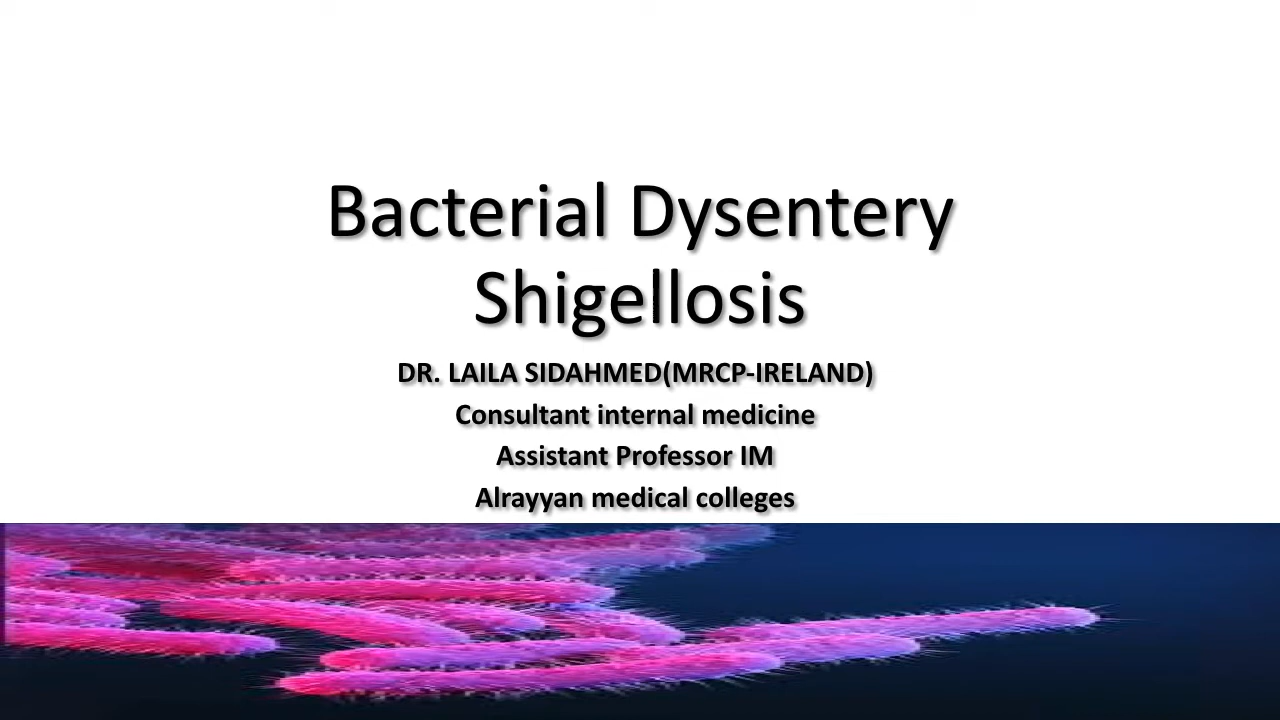 Bacterial Dysentery
Shigellosis
DR. LAILA SIDAHMED(MRCP-IRELAND)
Consultant internal medicine
Assistant Professor IM
Alrayyan medical colleges